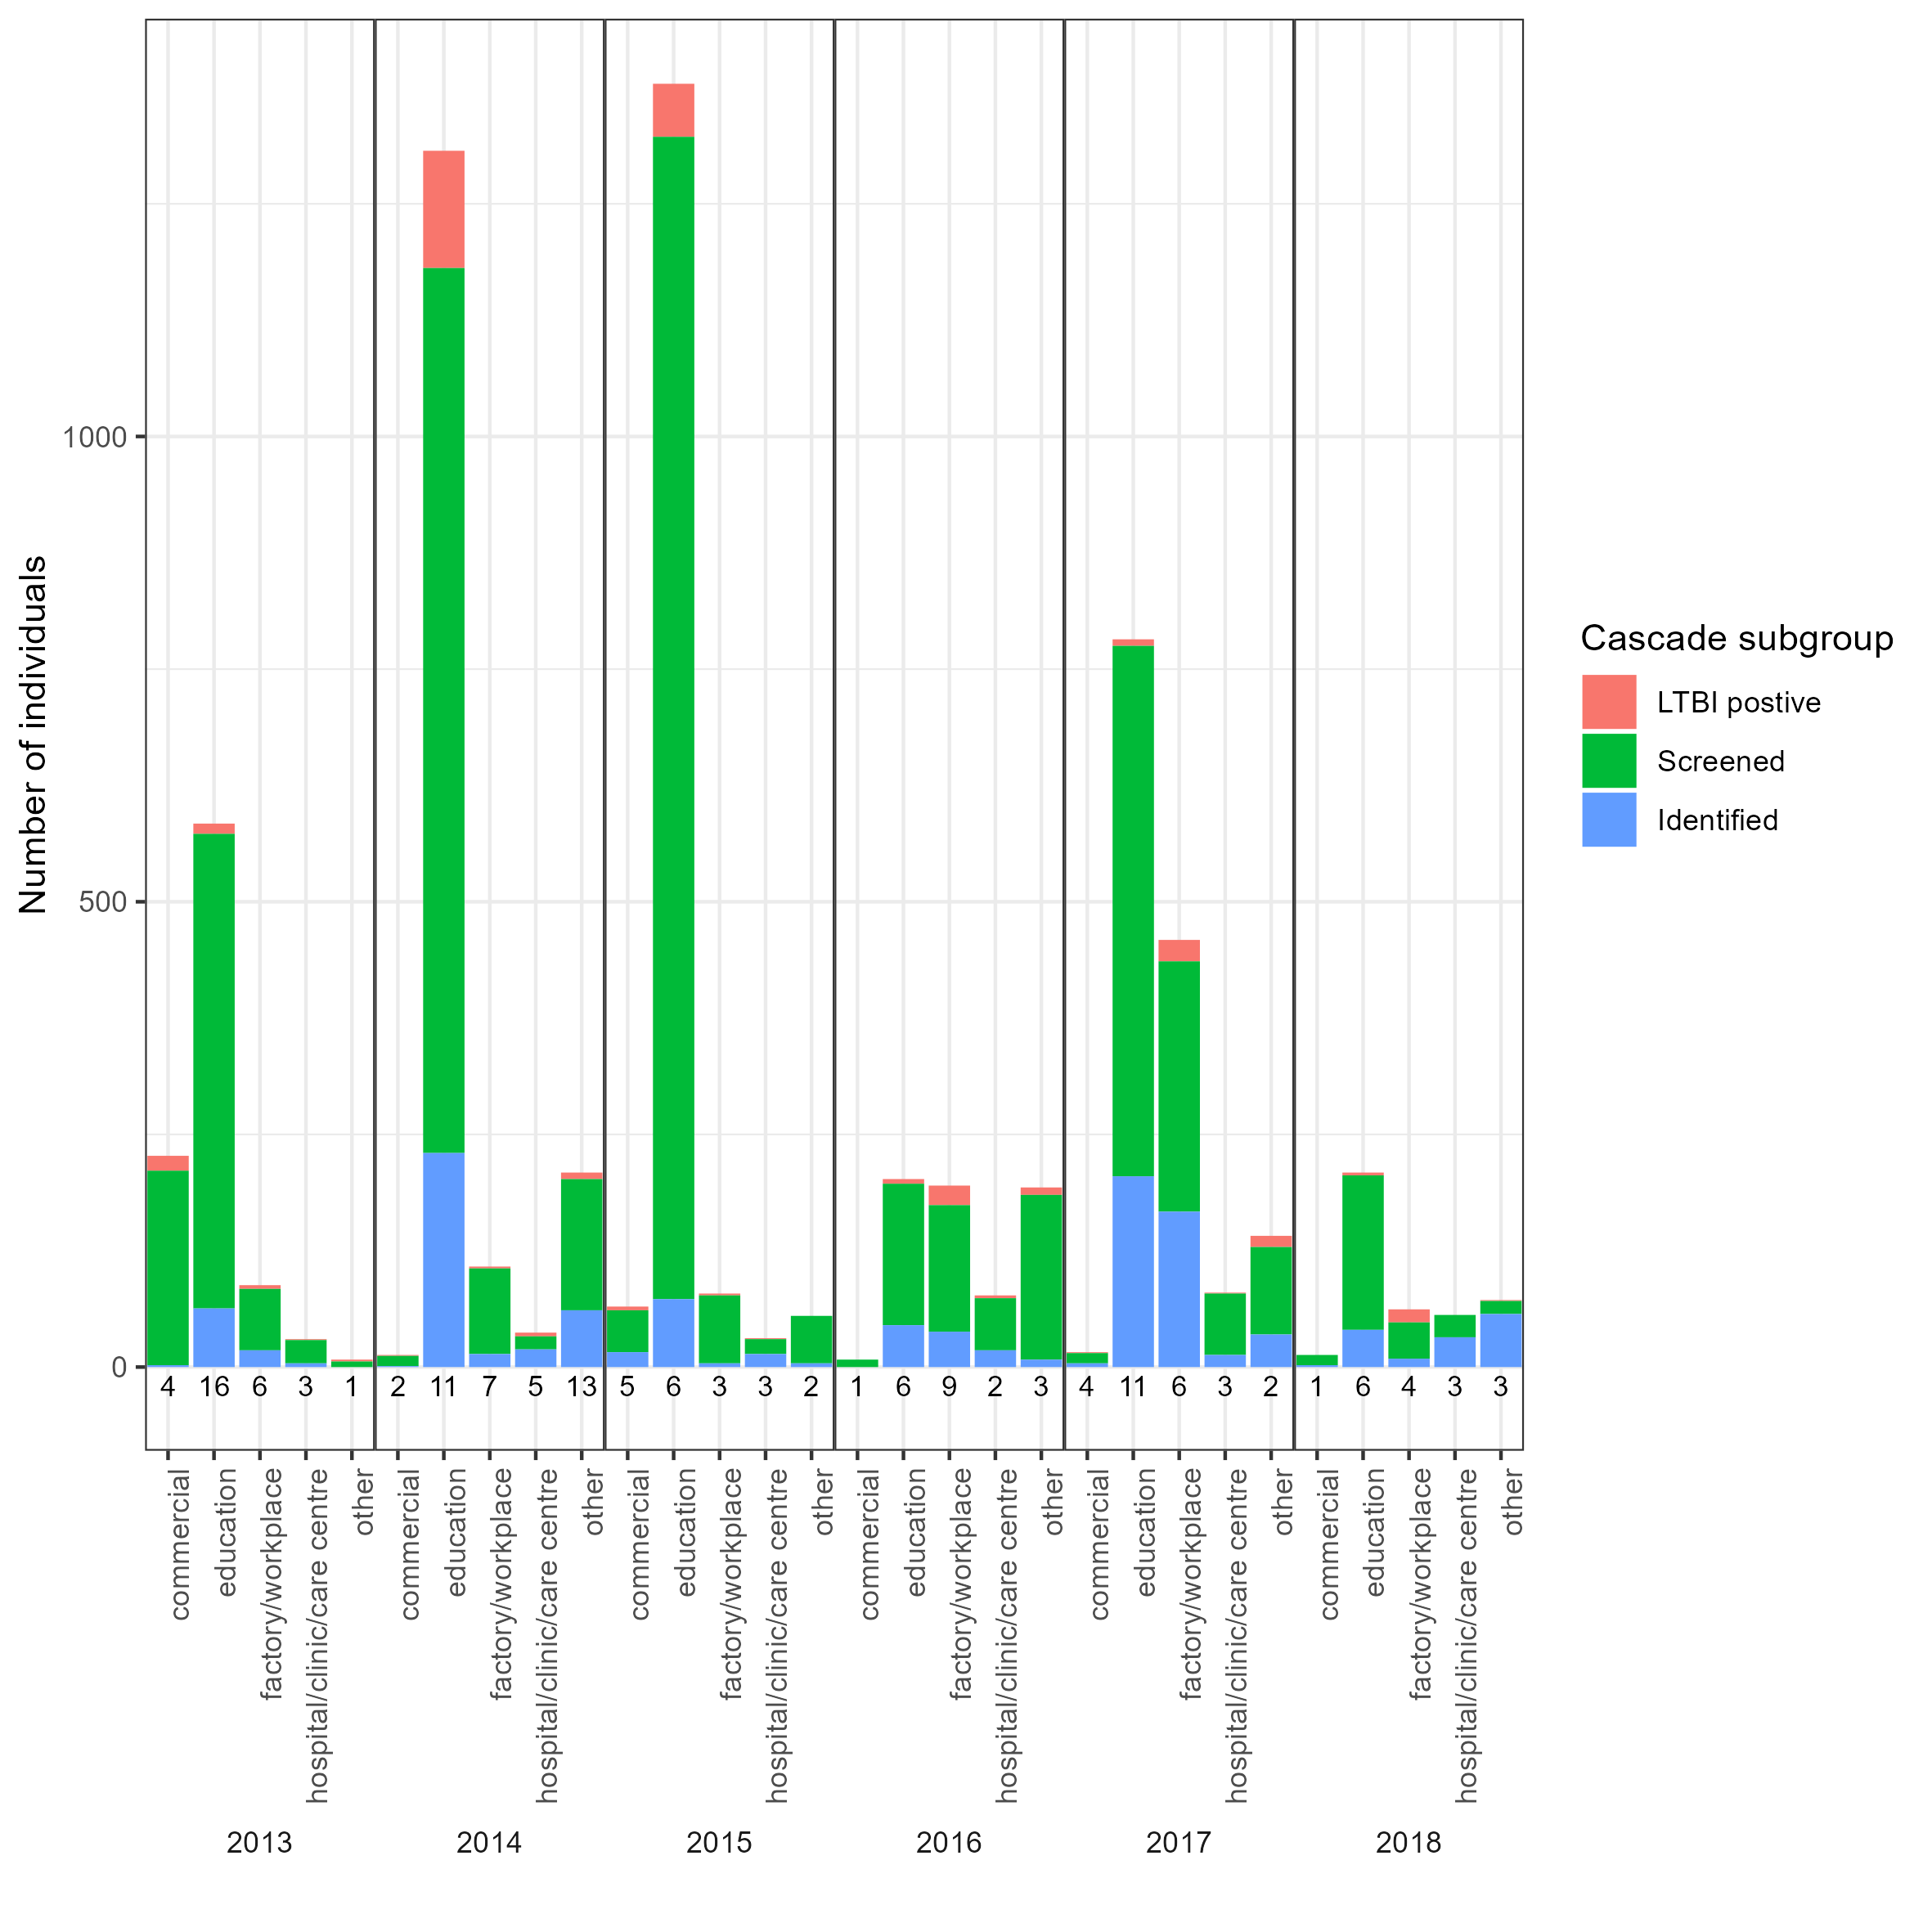 Number of individuals
1000
500
0
4 16 6 3 1 2 11 7 5 13 5 6 3 3 2 1 6 9 2 3 4 11 6 3 2 1 6 4 3 3
commercial
education
factory/workplace
hospital/clinic/care centre
other
commercial
education
factory/workplace
hospital/clinic/care centre
other
commercial
education
factory/workplace
hospital/clinic/care centre
other
commercial
education
factory/workplace
hospital/clinic/care centre
other
commercial
education
factory/workplace
hospital/clinic/care centre
other
commercial
education
factory/workplace
hospital/clinic/care centre
other
2013 2014 2015 2016 2017 2018
Cascade subgroup
LTBI postive
Screened
Identified